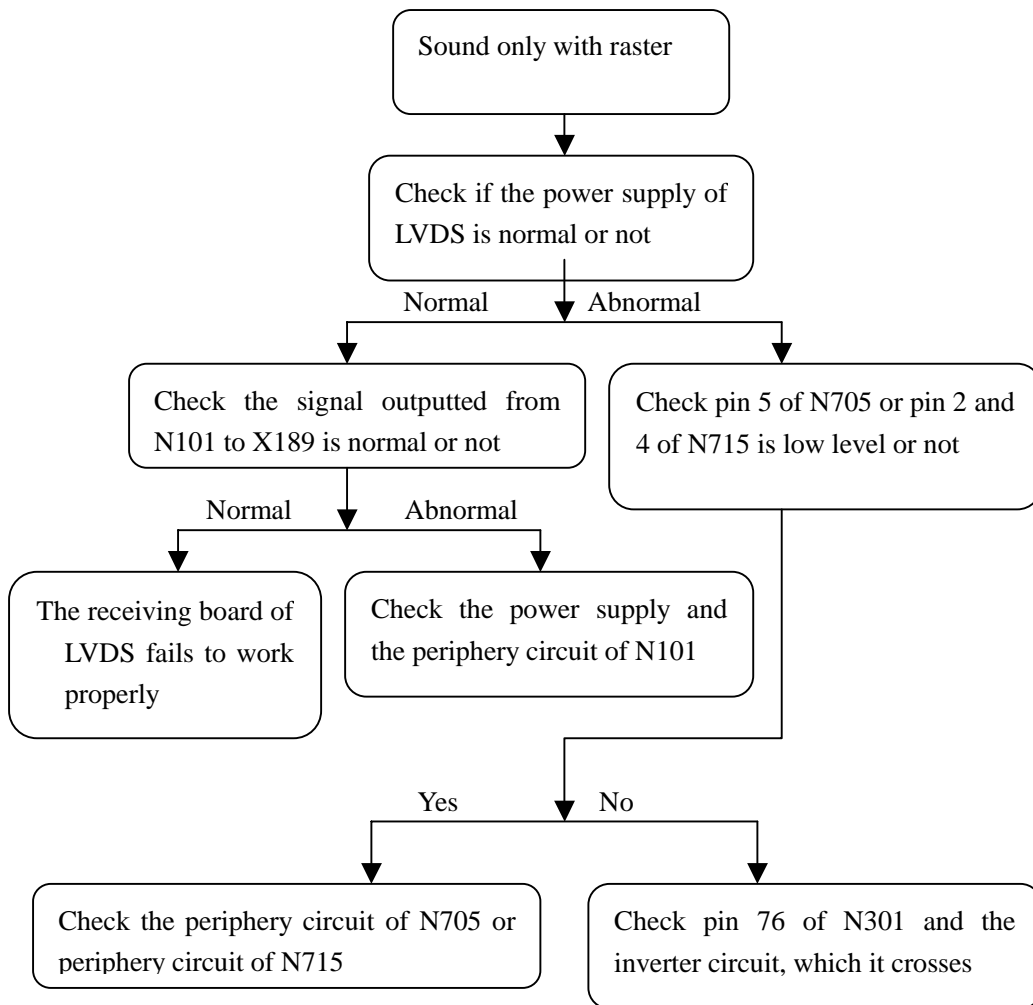 Sound only with raster
Check if the power supply of
LVDS is normal or not
Normal
Abnormal
Check the signal outputted from
N101 to X189 is normal or not
Check pin 5 of N705 or pin 2 and
4 of N715 is low level or not
Normal
Abnormal
The receiving board of
LVDS fails to work
properly
Check the power supply and
the periphery circuit of N101
Yes
No
Check the periphery circuit of N705 or
periphery circuit of N715
Check pin 76 of N301 and the
inverter circuit, which it crosses